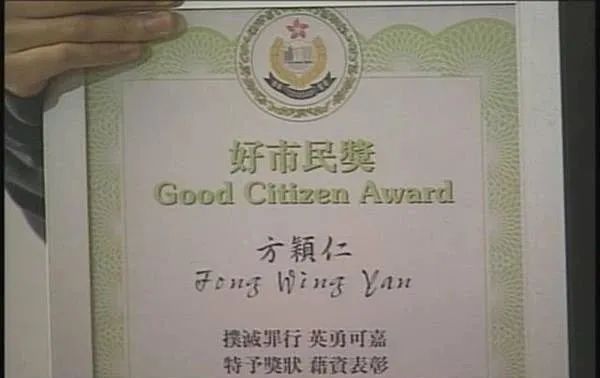 好市民獎
Good Citizen Award
方穎仁
Fong Wing Yan
撲滅罪行 英勇可嘉
特予獎狀 藉資表彰